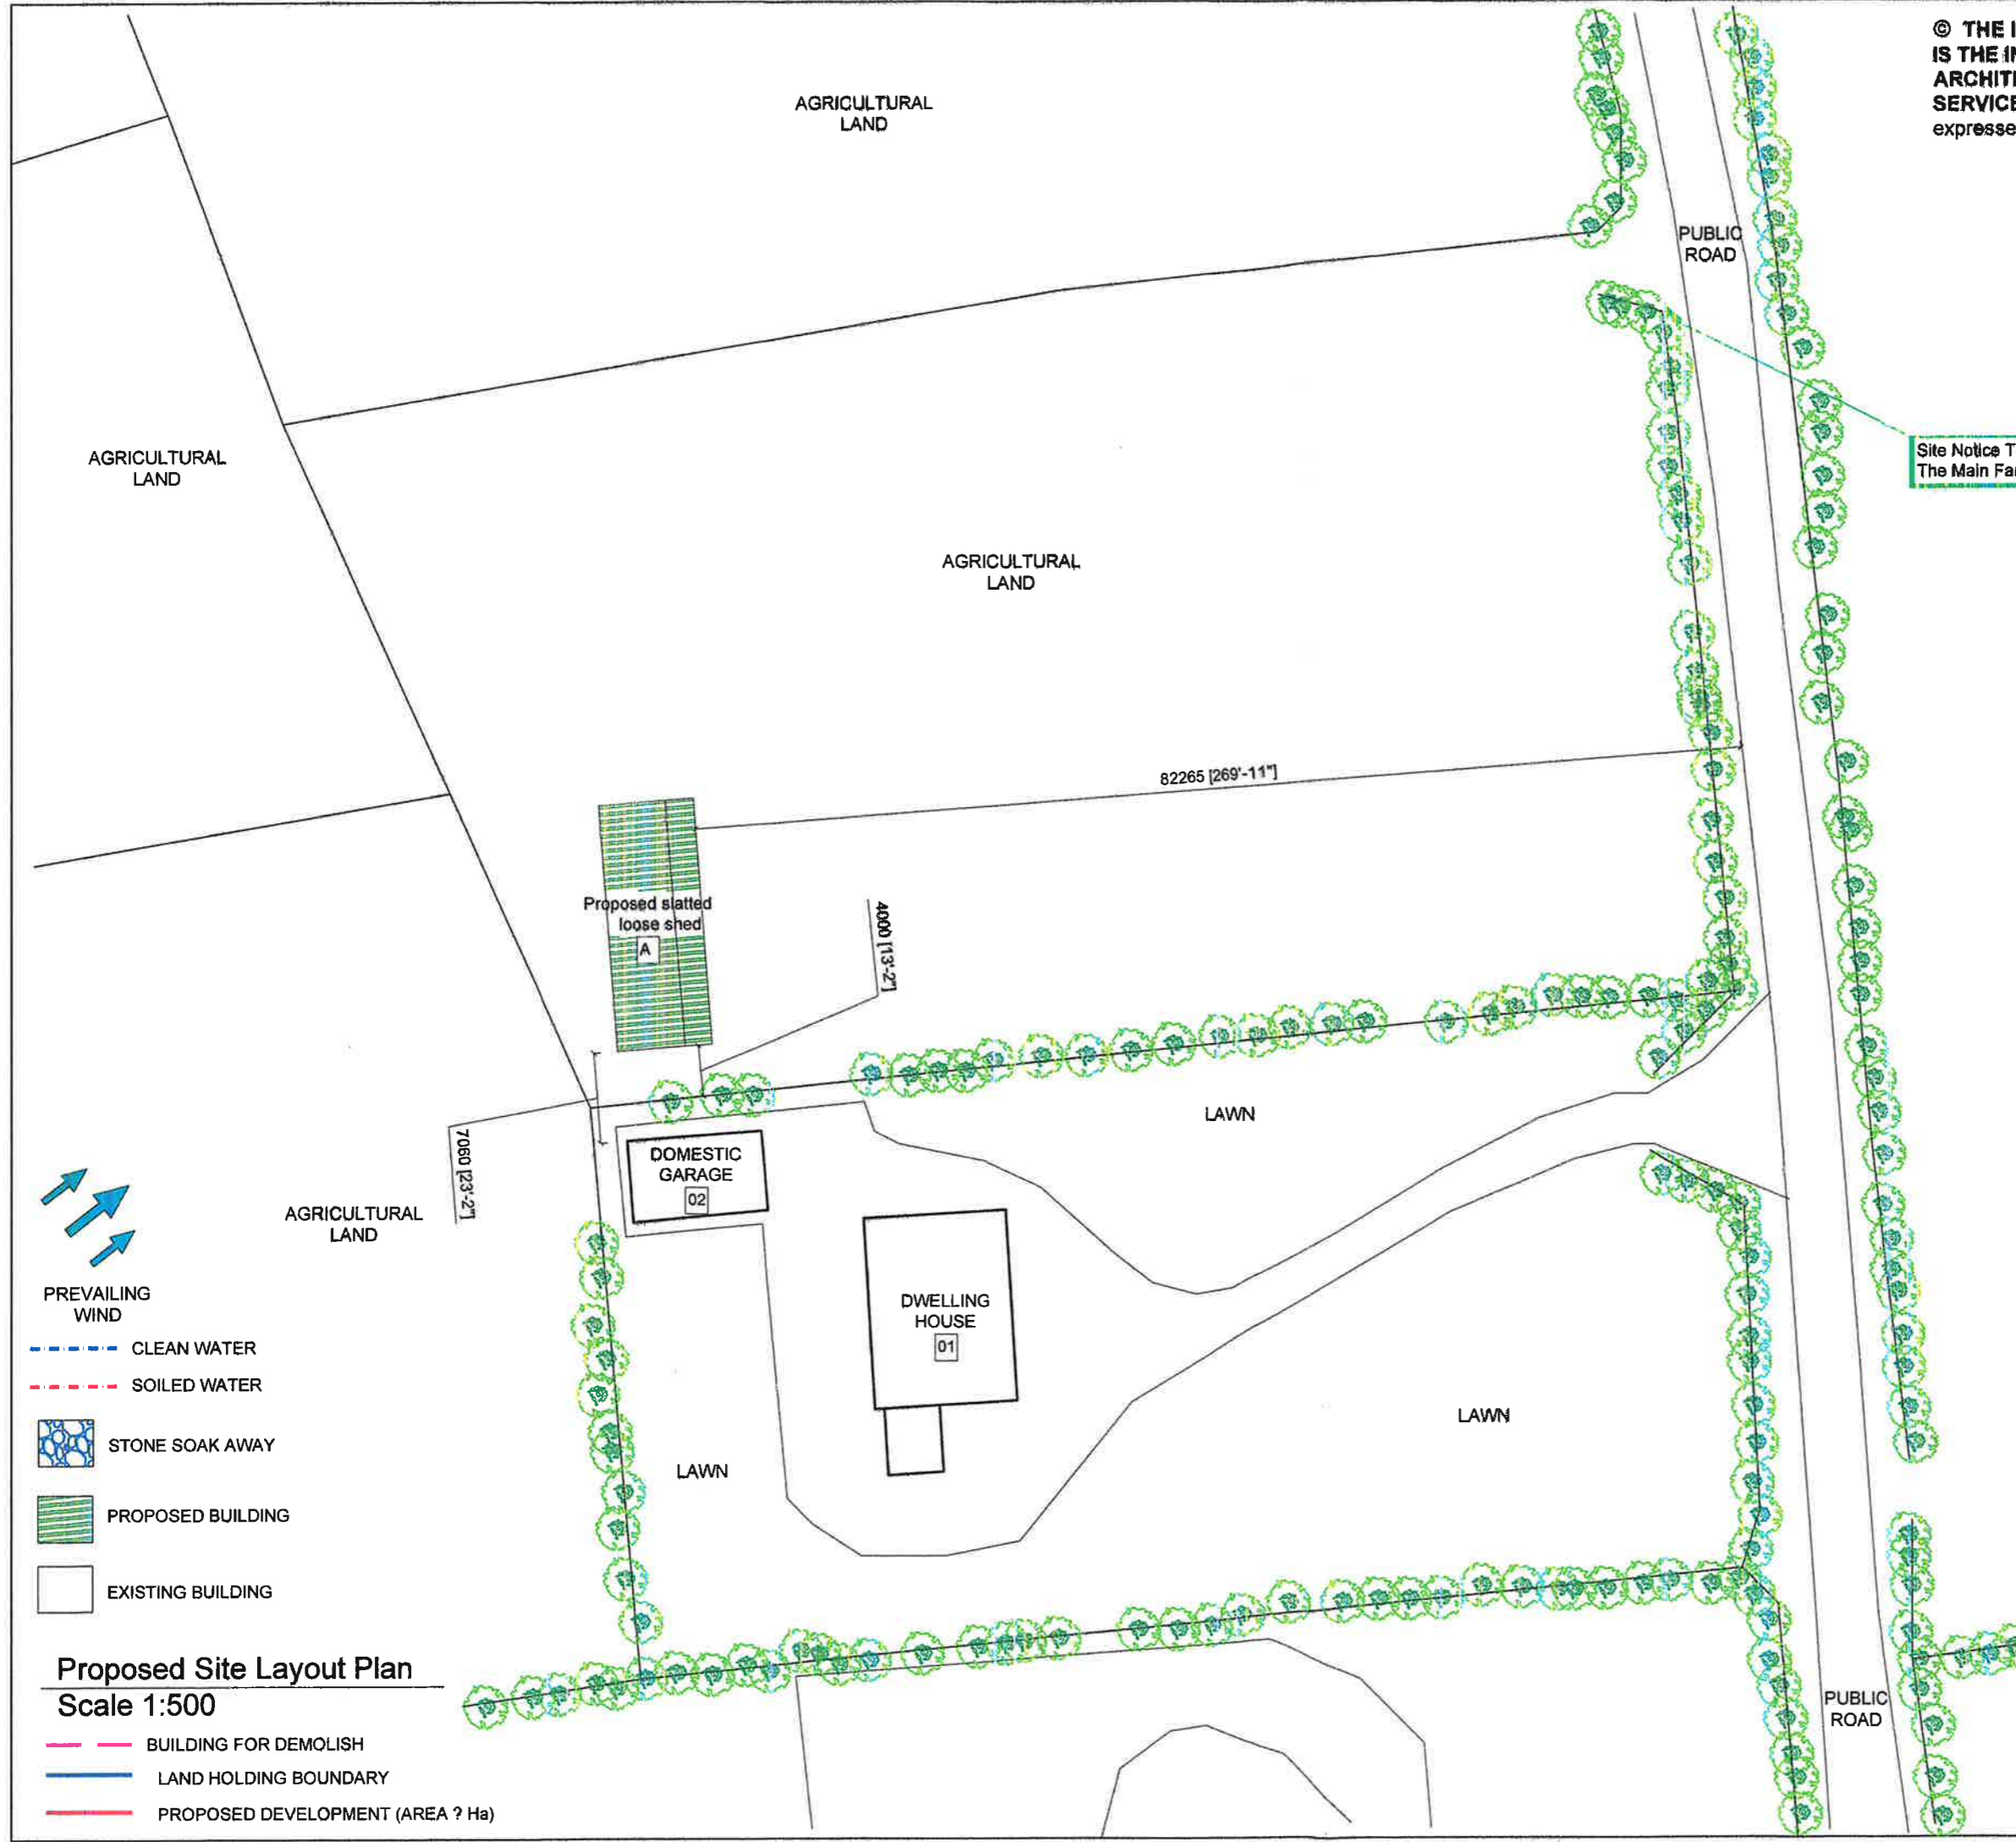 © THE
IS THE
expresse
AGRICULTURAL
LAND
PUBLIC
ROAD
Site Notice
The Main
AGRICULTURAL
LAND
AGRICULTURAL
LAND
82265 [269'-11"]
Proposed slatted
loose shed
A
4000 [13'-2"]
LAWN
7060 [23'-2"]
DOMESTIC
GARAGE
02
AGRICULTURAL
LAND
DWELLING
HOUSE
01
LAWN
LAWN
PREVAILING
WIND
CLEAN WATER
SOILED WATER
STONE SOAK AWAY
PROPOSED BUILDING
EXISTING BUILDING
Proposed Site Layout Plan
Scale 1:500
BUILDING FOR DEMOLISH
LAND HOLDING BOUNDARY
PROPOSED DEVELOPMENT (AREA ? Ha)
PUBLIC
ROAD